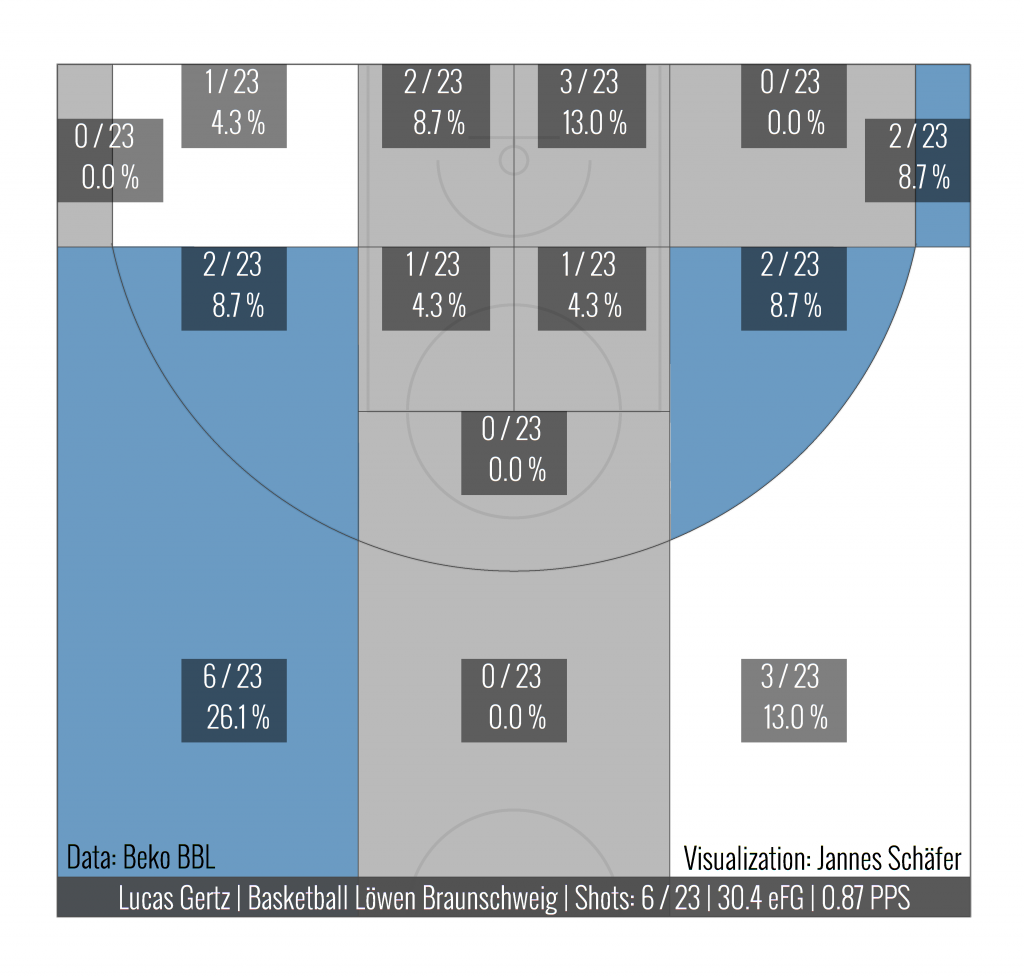 1 / 23
4.3 %
2 / 23
8.7 %
3 / 23
13.0 %
0 / 23
0.0 %
0 / 23
0.0 %
2 / 23
8.7 %
2 / 23
8.7 %
1 / 23
4.3 %
1 / 23
4.3 %
2 / 23
8.7 %
0 / 23
0.0 %
6 / 23
26.1 %
0 / 23
0.0 %
3 / 23
13.0 %
Data: Beko BBL
Visualization: Jannes Schäfer
Lucas Gertz | Basketball Löwen Braunschweig | Shots: 6 / 23 | 30.4 eFG | 0.87 PPS